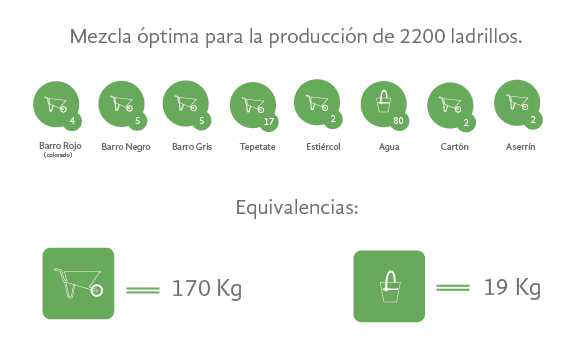 Mezcla óptima para la producción de 2200 ladrillos.
4 5 5 17 2 80 2 2
Barro Rojo Barro Negro Barro Gris Tepetate Estiércol Agua Cartón Aserrín
(colorado)
Equivalencias:
170 Kg 19 Kg